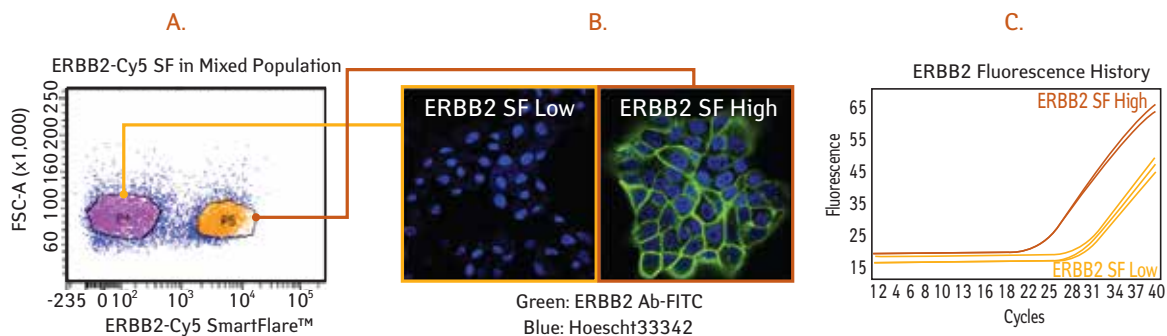 A.
ERBB2-Cy5 SF in Mixed Population
FSC-A (x1,000)
250
200
160
100
60
P4
P5
-235 0 10² 10³ 10⁴ 10⁵
ERBB2-Cy5 SmartFlare™
B.
ERBB2 SF Low
ERBB2 SF High
Green: ERBB2 Ab-FITC
Blue: Hoescht33342
C.
ERBB2 Fluorescence History
ERBB2 SF High
ERBB2 SF Low
Fluorescence
65
55
45
35
25
15
12 4 6 8 10 13 16 19 22 25 28 31 34 37 40
Cycles